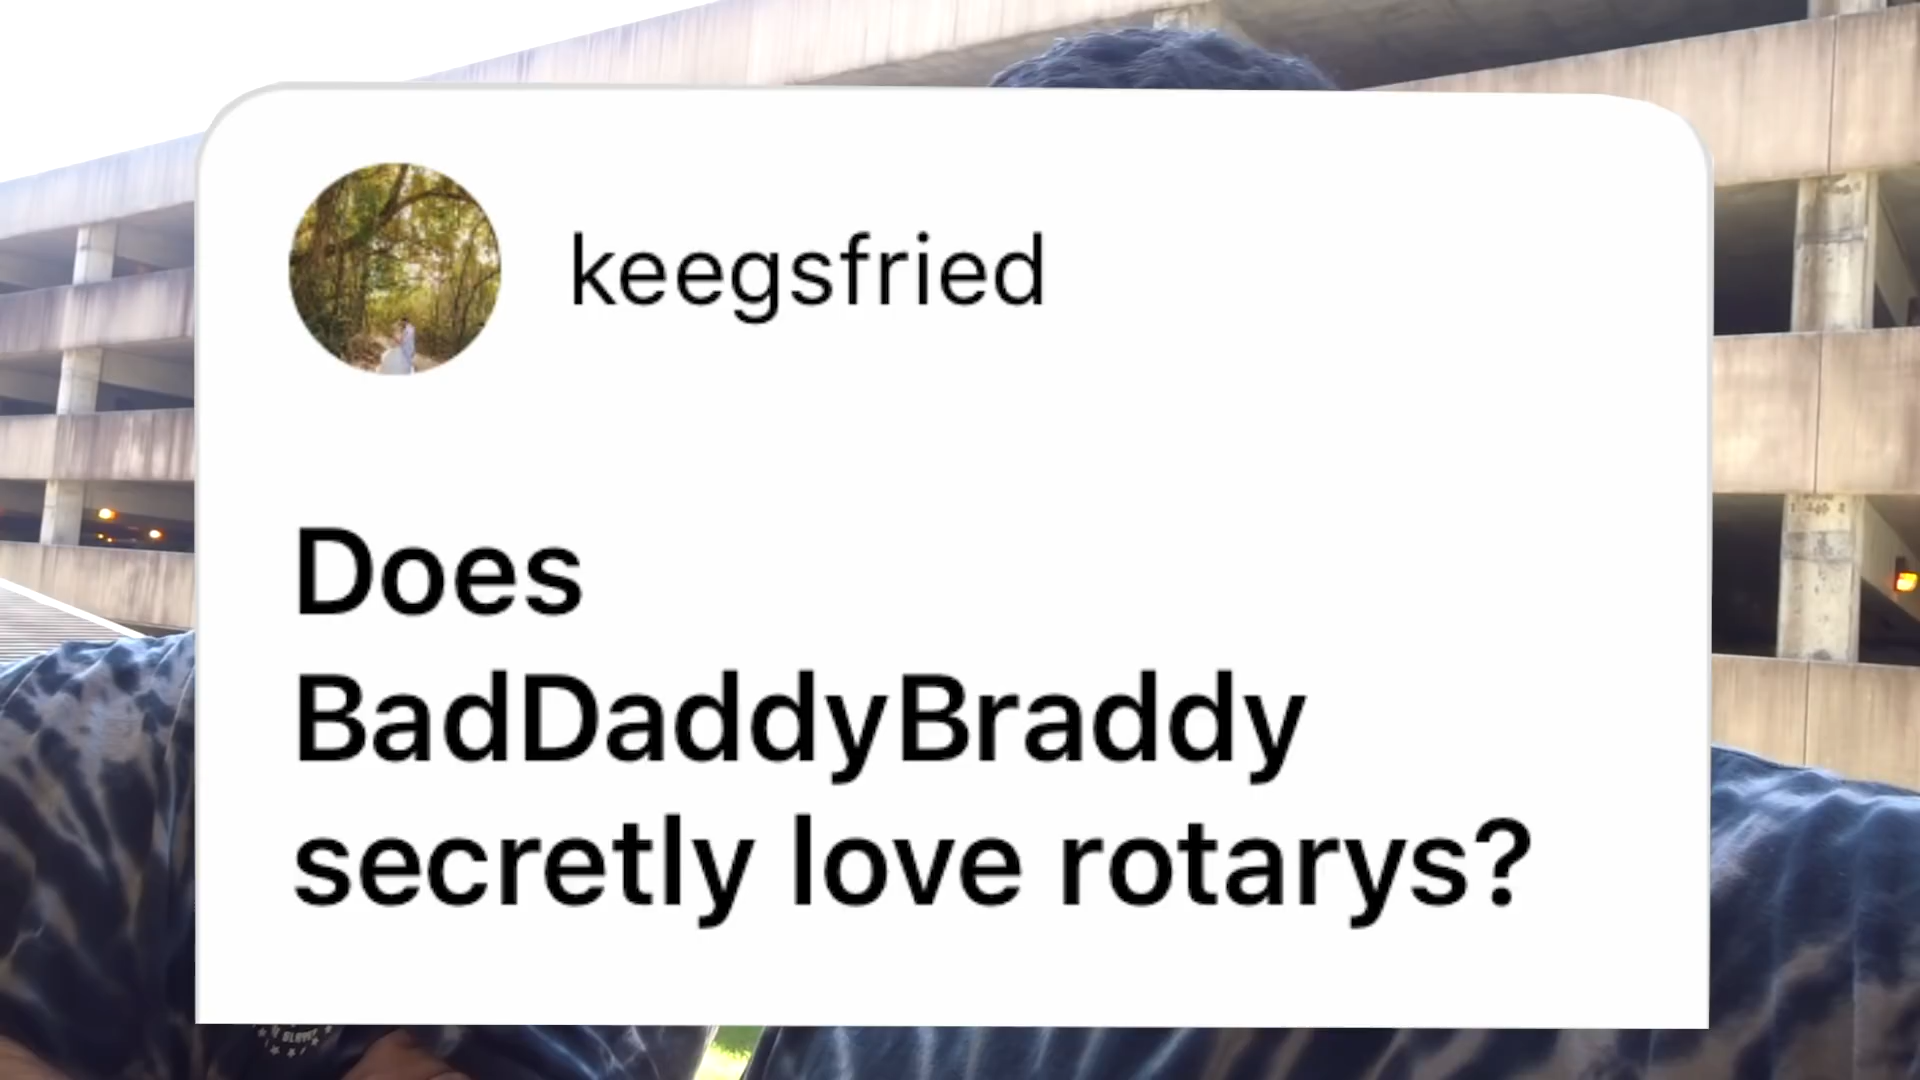 keegsfried
Does
BadDaddyBraddy
secretly love rotarys?